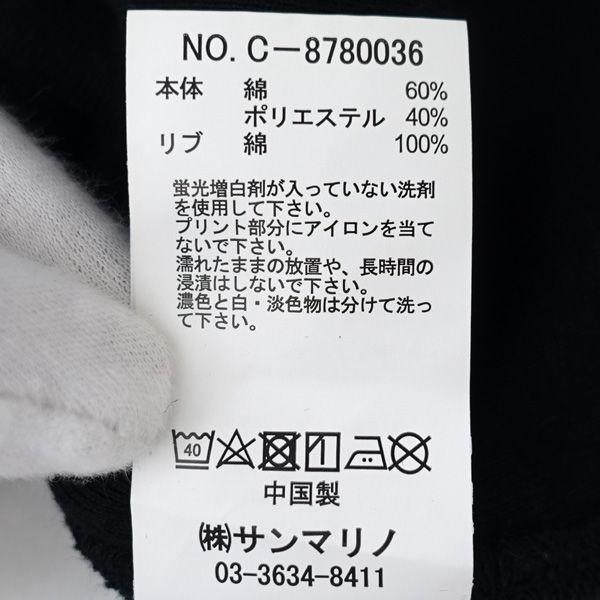 NO. C-8780036
本体 綿 60%
ポリエステル 40%
リブ 綿 100%
蛍光増白剤が入っていない洗剤
を使用して下さい。
プリント部分にアイロンを当て
ないで下さい。
濡れたままの放置や、長時間の
浸漬はしないで下さい。
濃色と白・淡色物は分けて洗っ
て下さい。
40
中国製
㈱サンマリノ
03-3634-8411